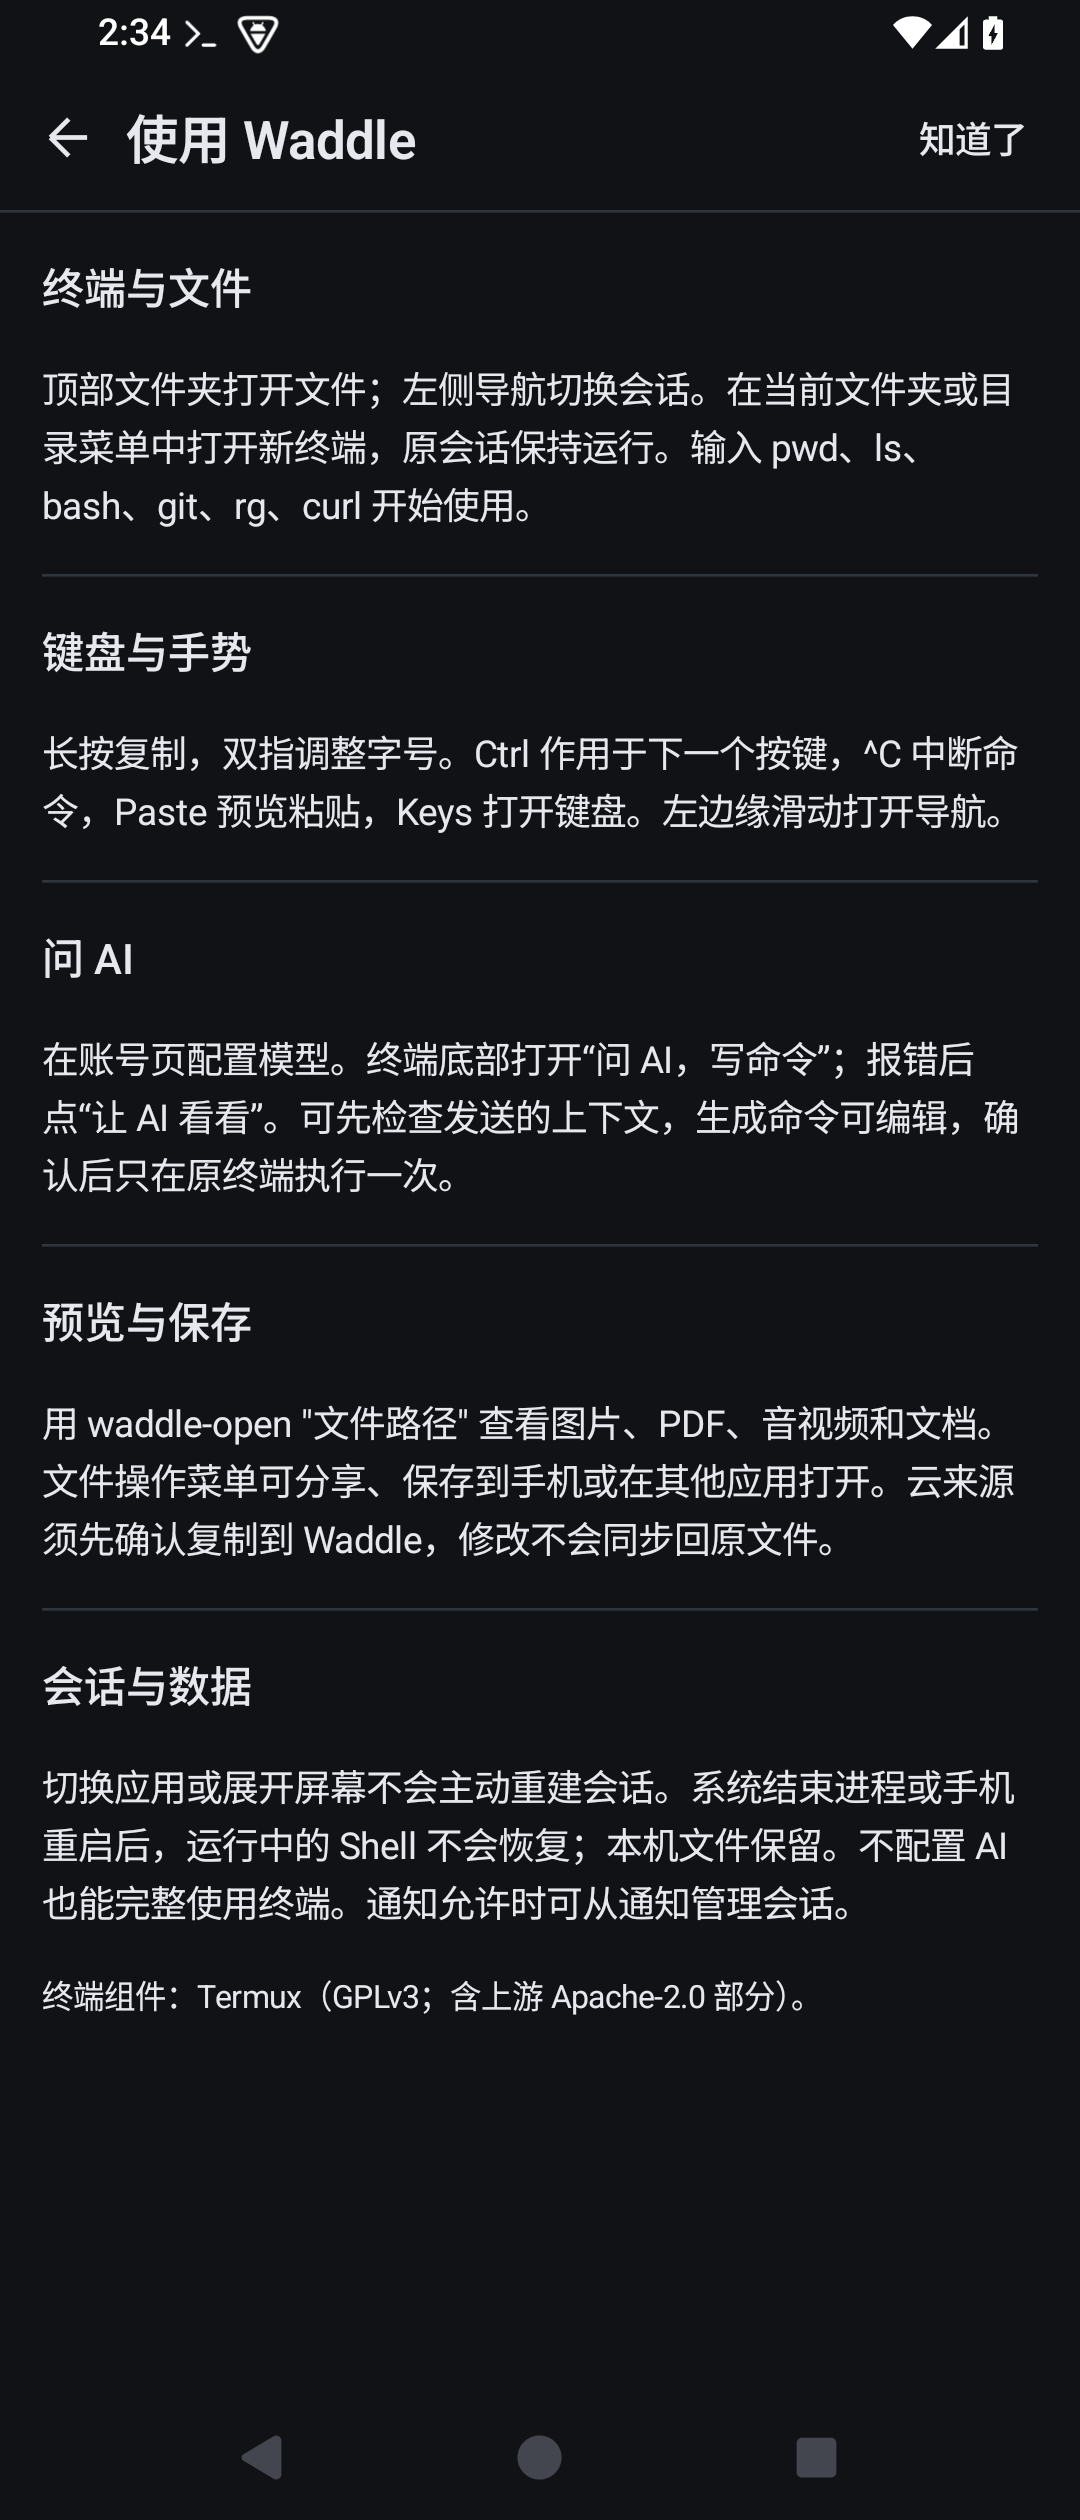 2:34
使用 Waddle
知道了
终端与文件
顶部文件夹打开文件；左侧导航切换会话。在当前文件夹或目
录菜单中打开新终端，原会话保持运行。输入 pwd、ls、
bash、git、rg、curl 开始使用。
键盘与手势
长按复制，双指调整字号。Ctrl 作用于下一个按键，^C 中断命
令，Paste 预览粘贴，Keys 打开键盘。左边缘滑动打开导航。
问 AI
在账号页配置模型。终端底部打开“问 AI，写命令”；报错后
点“让 AI 看看”。可先检查发送的上下文，生成命令可编辑，确
认后只在原终端执行一次。
预览与保存
用 waddle-open "文件路径" 查看图片、PDF、音视频和文档。
文件操作菜单可分享、保存到手机或在其他应用打开。云来源
须先确认复制到 Waddle，修改不会同步回原文件。
会话与数据
切换应用或展开屏幕不会主动重建会话。系统结束进程或手机
重启后，运行中的 Shell 不会恢复；本机文件保留。不配置 AI
也能完整使用终端。通知允许时可从通知管理会话。
终端组件：Termux（GPLv3；含上游 Apache-2.0 部分）。